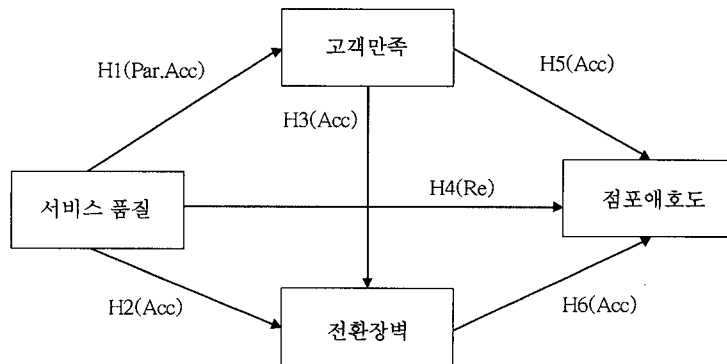 고객만족
H1(Par.Acc)
H5(Acc)
H3(Acc)
서비스 품질
H4(Re)
점포애호도
H2(Acc)
전환장벽
H6(Acc)